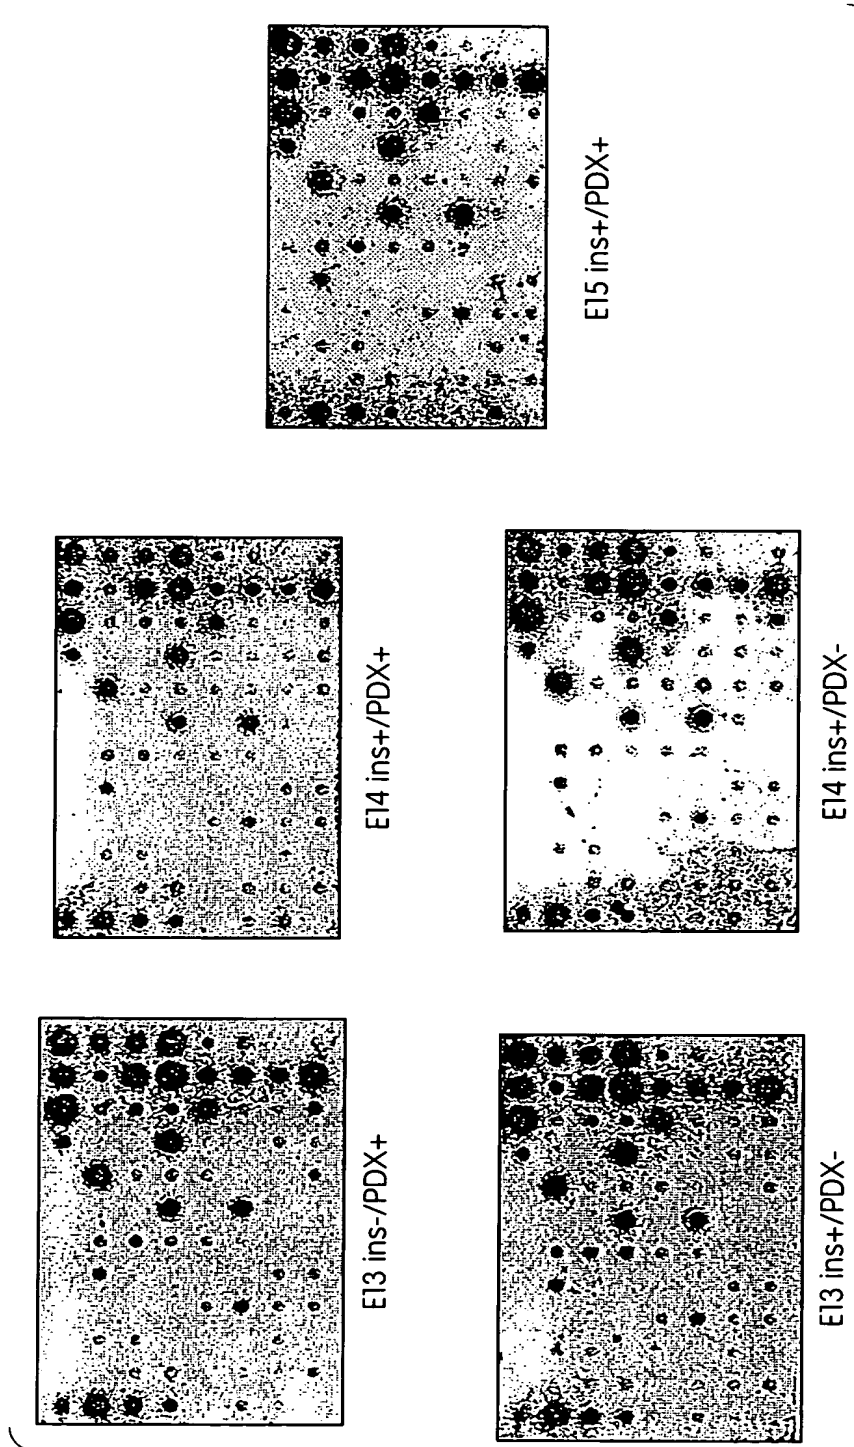 E13 ins-/PDX+
E14 ins+/PDX+
E15 ins+/PDX+
E13 ins+/PDX-
E14 ins+/PDX-